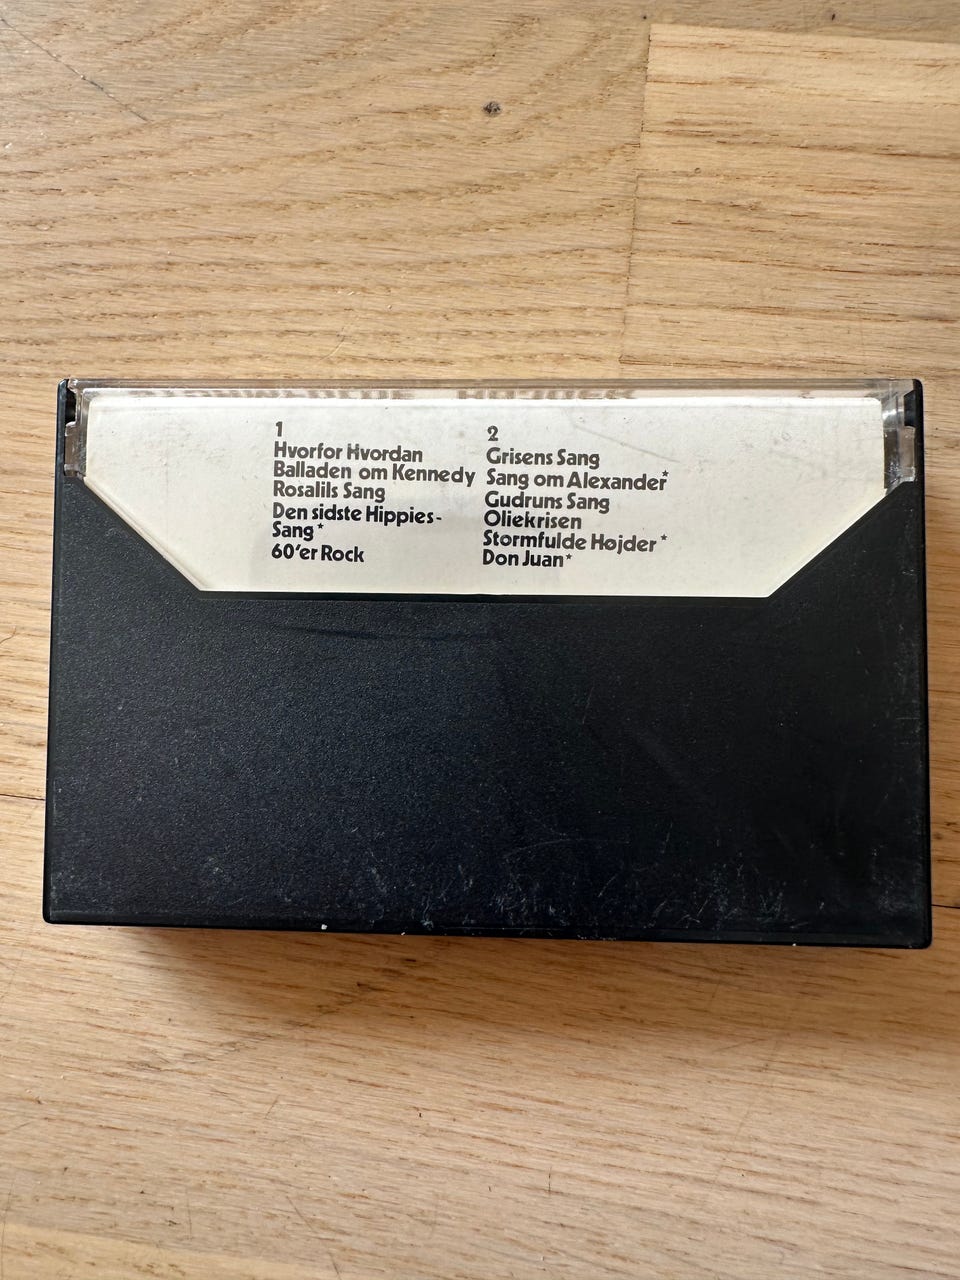 1
Hvorfor Hvordan
Balladen om Kennedy
Rosalils Sang
Den sidste Hippies-
Sang *
60'er Rock
2
Grisens Sang
Sang om Alexander*
Gudruns Sang
Oliekrisen
Stormfulde Højder *
Don Juan*